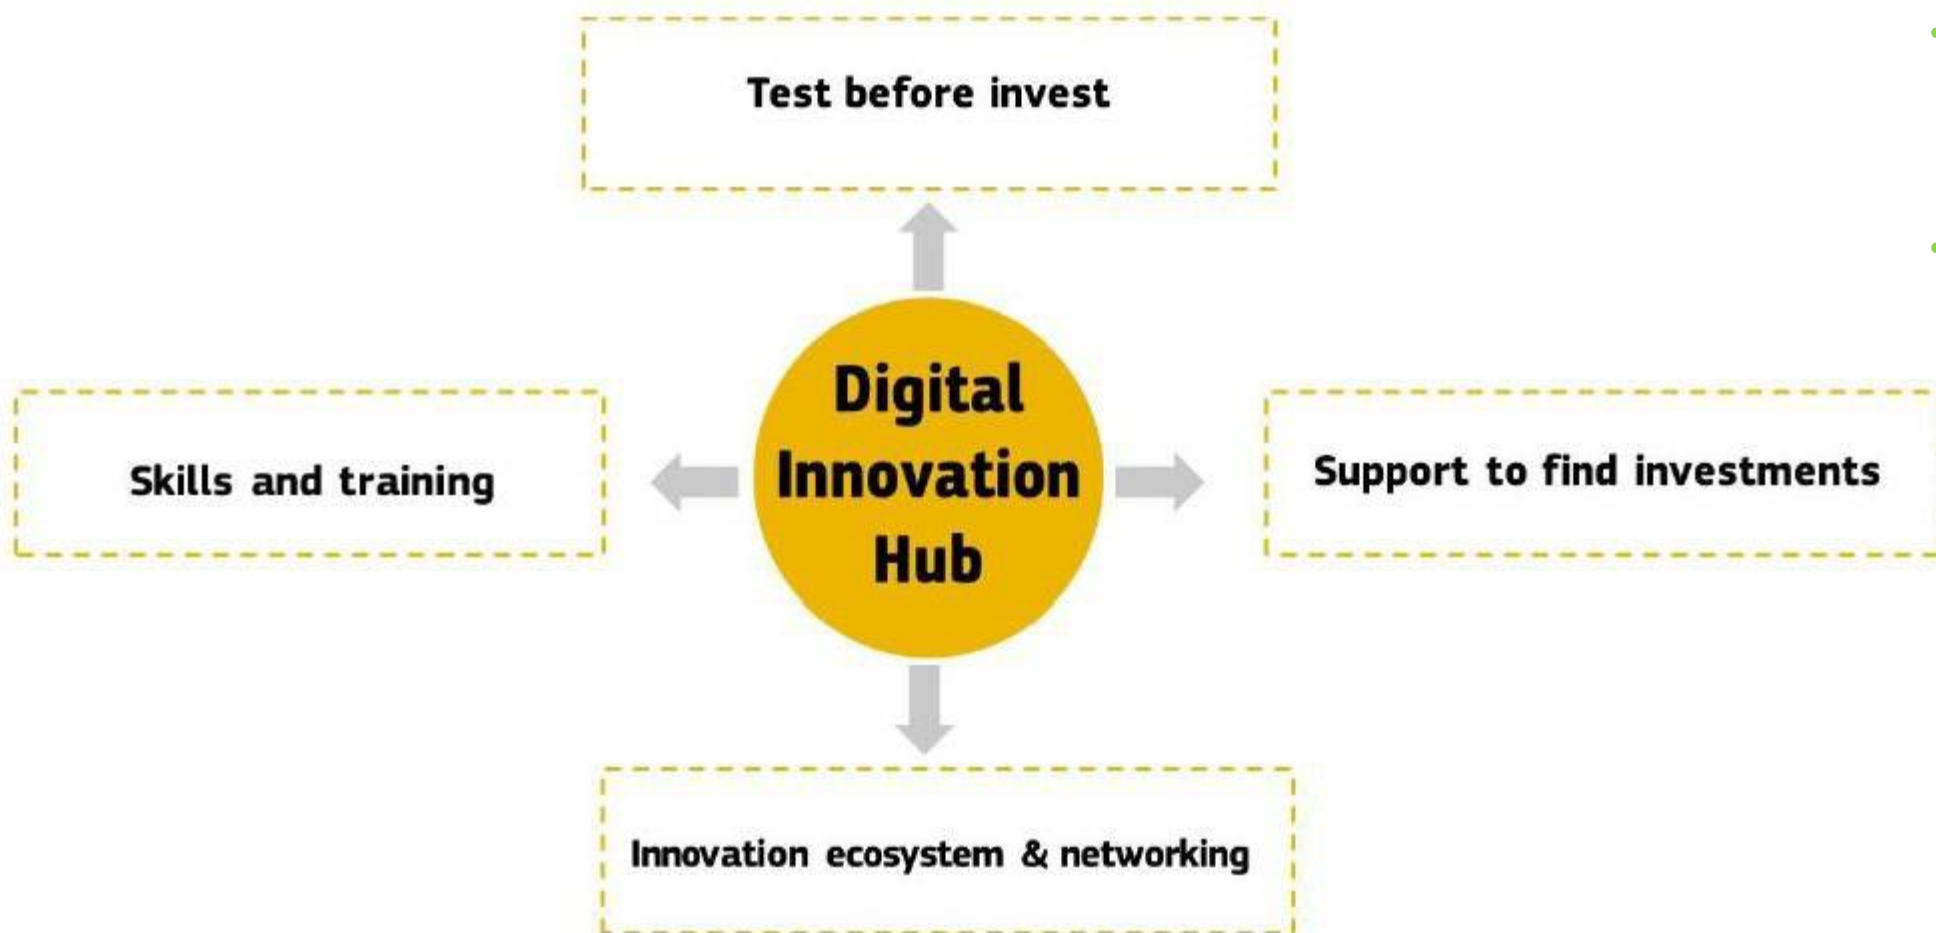 Test before invest
Digital
Innovation
Hub
Skills and training
Support to find investments
Innovation ecosystem & networking